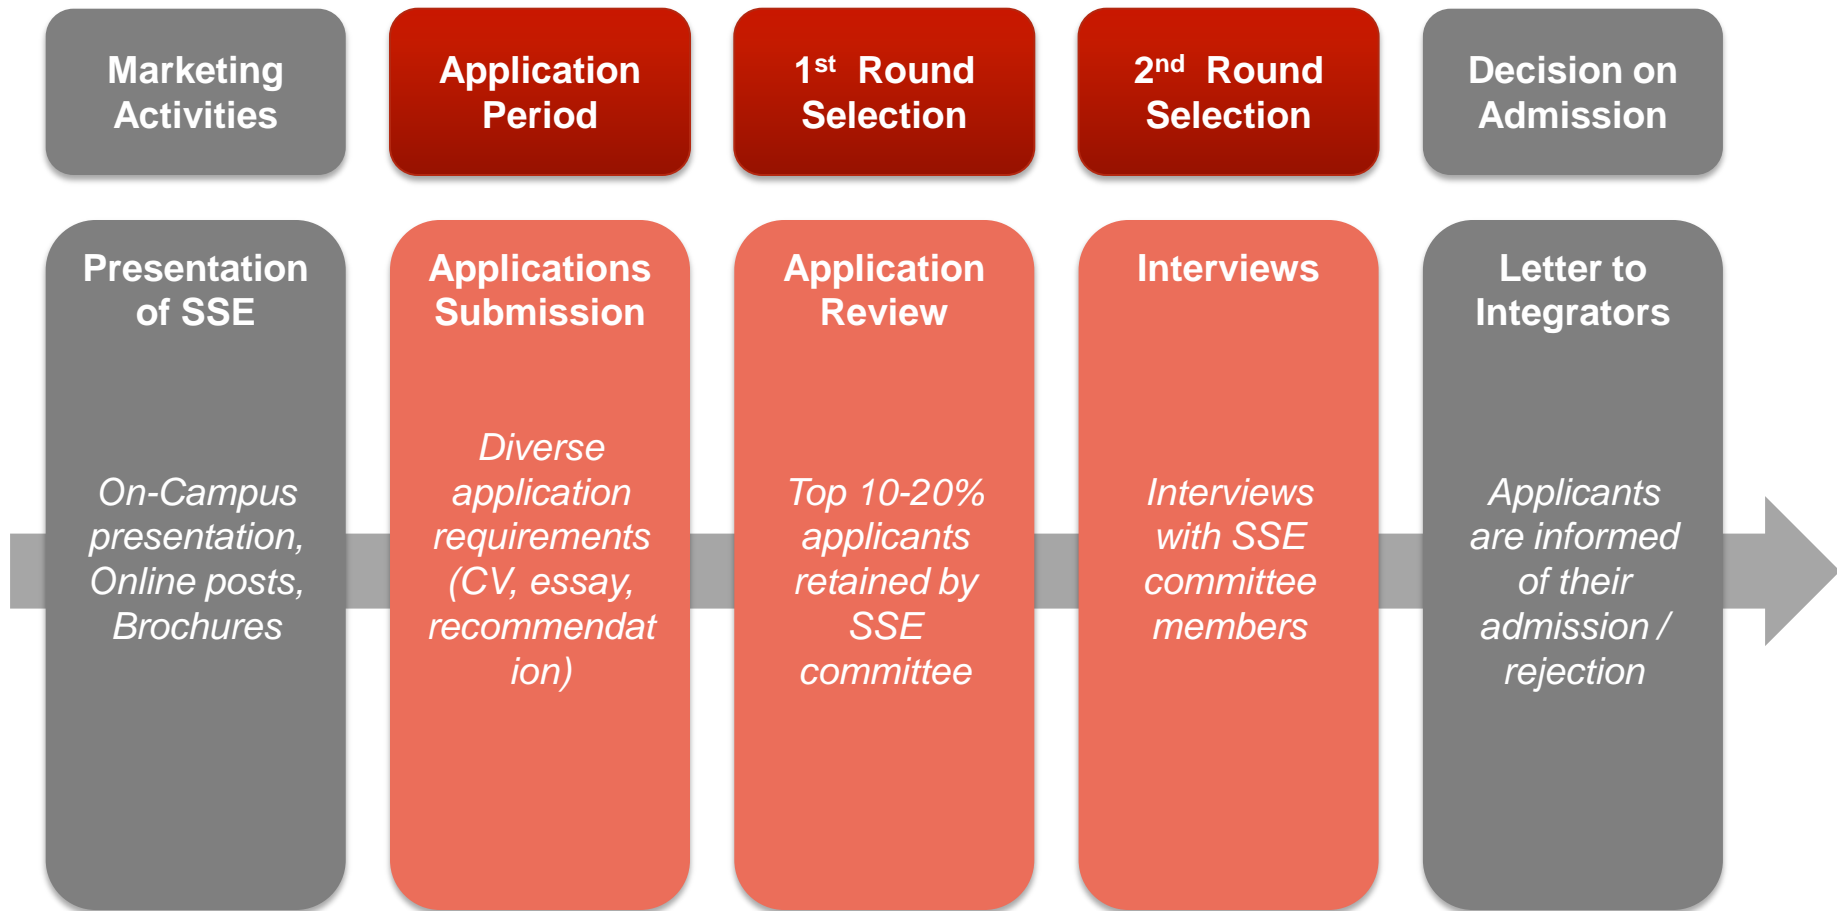 Marketing
Activities
Application
Period
1st Round
Selection
2nd Round
Selection
Decision on
Admission
Presentation
of SSE
On-Campus
presentation,
Online posts,
Brochures
Applications
Submission
Diverse
application
requirements
(CV, essay,
recommendat
ion)
Application
Review
Top 10-20%
applicants
retained by
SSE
committee
Interviews
Interviews
with SSE
committee
members
Letter to
Integrators
Applicants
are informed
of their
admission /
rejection